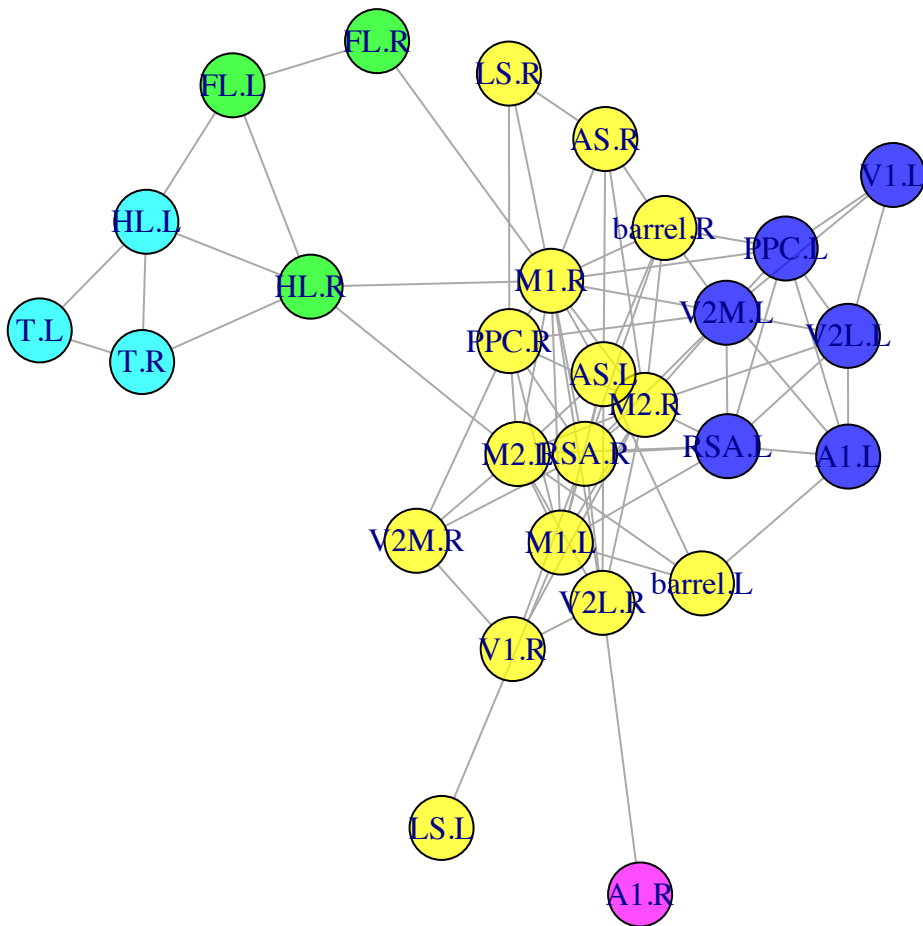 FL.R
LS.R
FL.L
AS.R
V1.L
HL.L
barrel.R
PPC.L
M1.R
HL.R
V2M.L
T.L
V2L.L
PPC.R
T.R
AS.L
M2.R
RSA.L
M2.L
RSA.R
A1.L
V2M.R
M1.L
barrel.L
V2L.R
V1.R
LS.L
A1.R